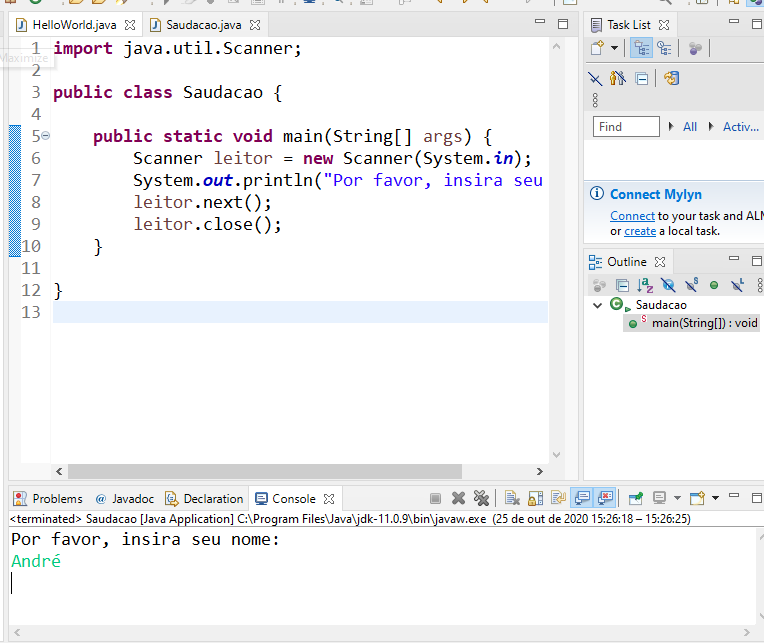 HelloWorld.java
Saudacao.java
Task List
Maximize
1 import java.util.Scanner;
2
3 public class Saudacao {
4
5 public static void main(String[] args) {
6 Scanner leitor = new Scanner(System.in);
7 System.out.println("Por favor, insira seu
8 leitor.next();
9 leitor.close();
10 }
11
12 }
13
Find
All
Activ...
Connect Mylyn
Connect to your task and ALM
or create a local task.
Outline
Saudacao
S main(String[]) : void
Problems
@ Javadoc
Declaration
Console
<terminated> Saudacao [Java Application] C:\Program Files\Java\jdk-11.0.9\bin\javaw.exe (25 de out de 2020 15:26:18 – 15:26:25)
Por favor, insira seu nome:
André